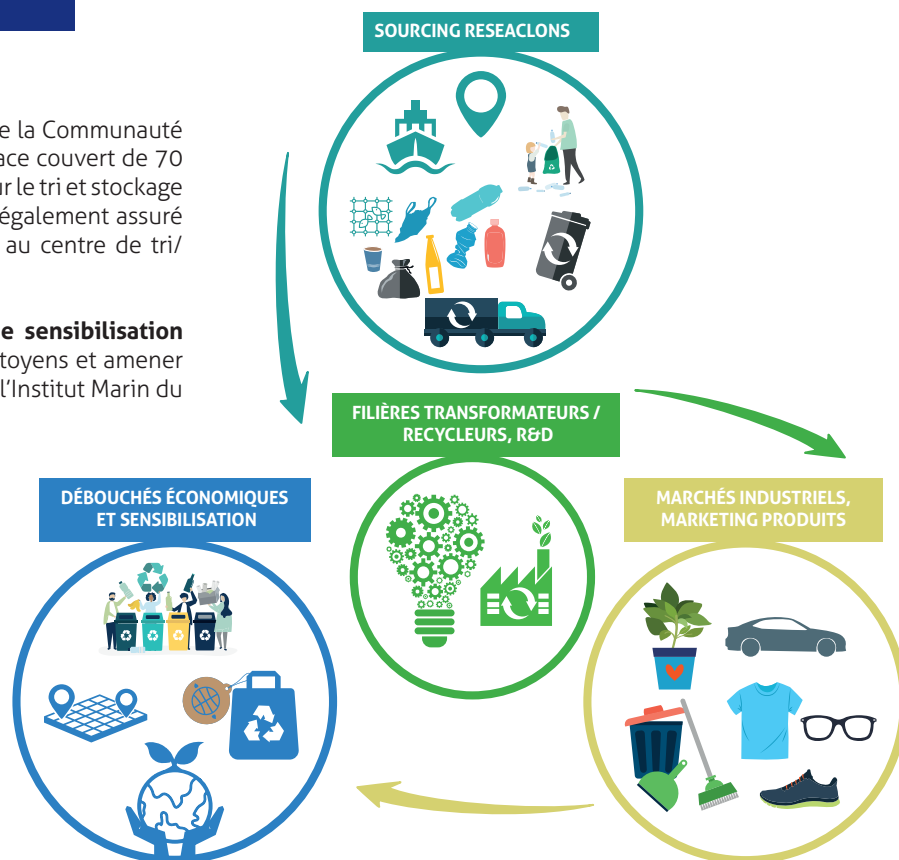 SOURCING RESEACLONS
e la Communauté
ace couvert de 70
ur le tri et stockage
également assuré
au centre de tri/
e sensibilisation
toyens et amener
l'Institut Marin du
FILIÈRES TRANSFORMATEURS /
RECYCLEURS, R&D
DÉBOUCHÉS ÉCONOMIQUES
ET SENSIBILISATION
MARCHÉS INDUSTRIELS,
MARKETING PRODUITS